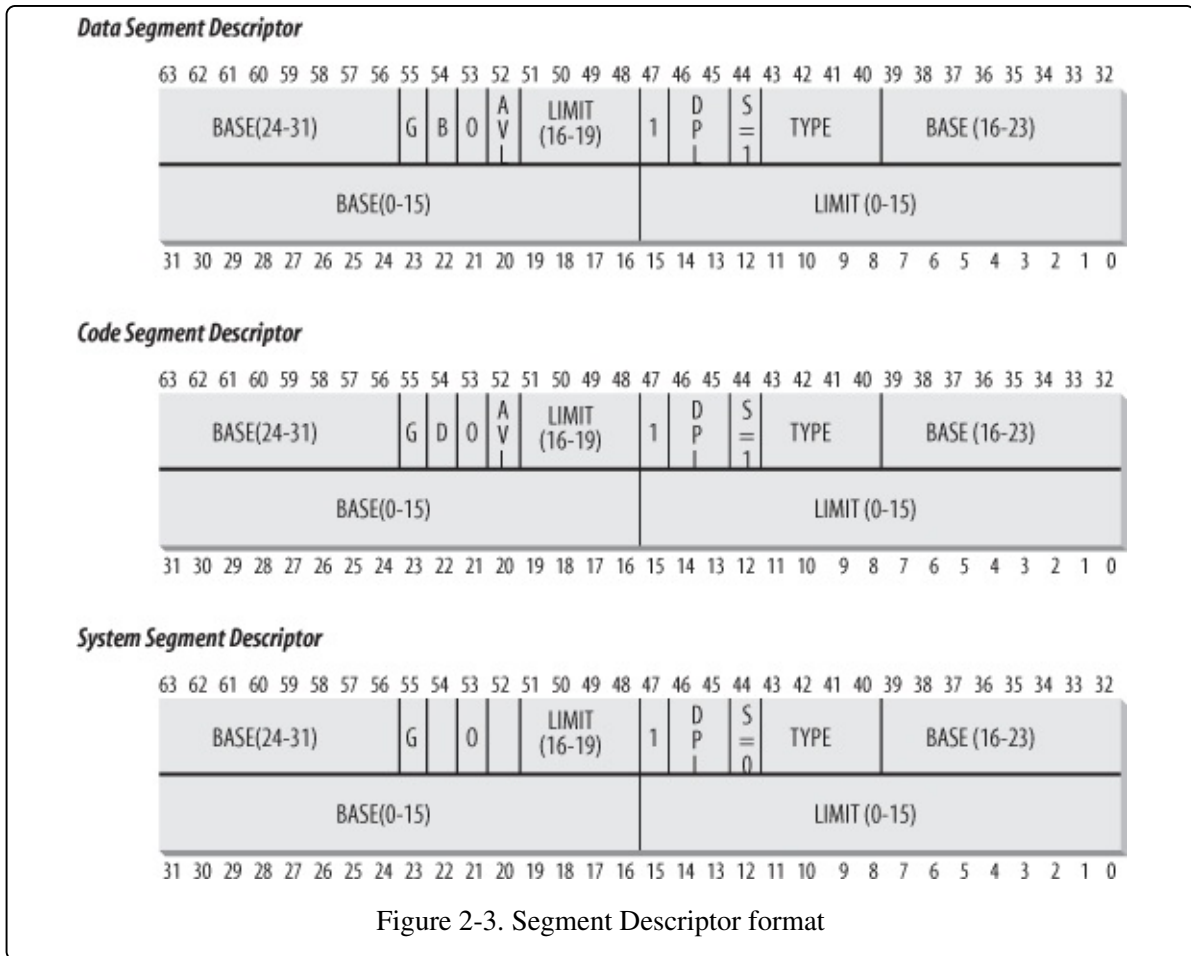 Data Segment Descriptor
63 62 61 60 59 58 57 56 55 54 53 52 51 50 49 48 47 46 45 44 43 42 41 40 39 38 37 36 35 34 33 32
BASE(24-31) G B 0 AVL LIMIT (16-19) 1 DPL S=1 TYPE BASE (16-23)
BASE(0-15) LIMIT (0-15)
31 30 29 28 27 26 25 24 23 22 21 20 19 18 17 16 15 14 13 12 11 10 9 8 7 6 5 4 3 2 1 0
Code Segment Descriptor
63 62 61 60 59 58 57 56 55 54 53 52 51 50 49 48 47 46 45 44 43 42 41 40 39 38 37 36 35 34 33 32
BASE(24-31) G D 0 AVL LIMIT (16-19) 1 DPL S=1 TYPE BASE (16-23)
BASE(0-15) LIMIT (0-15)
31 30 29 28 27 26 25 24 23 22 21 20 19 18 17 16 15 14 13 12 11 10 9 8 7 6 5 4 3 2 1 0
System Segment Descriptor
63 62 61 60 59 58 57 56 55 54 53 52 51 50 49 48 47 46 45 44 43 42 41 40 39 38 37 36 35 34 33 32
BASE(24-31) G 0 LIMIT (16-19) 1 DPL S=0 TYPE BASE (16-23)
BASE(0-15) LIMIT (0-15)
31 30 29 28 27 26 25 24 23 22 21 20 19 18 17 16 15 14 13 12 11 10 9 8 7 6 5 4 3 2 1 0
Figure 2-3. Segment Descriptor format